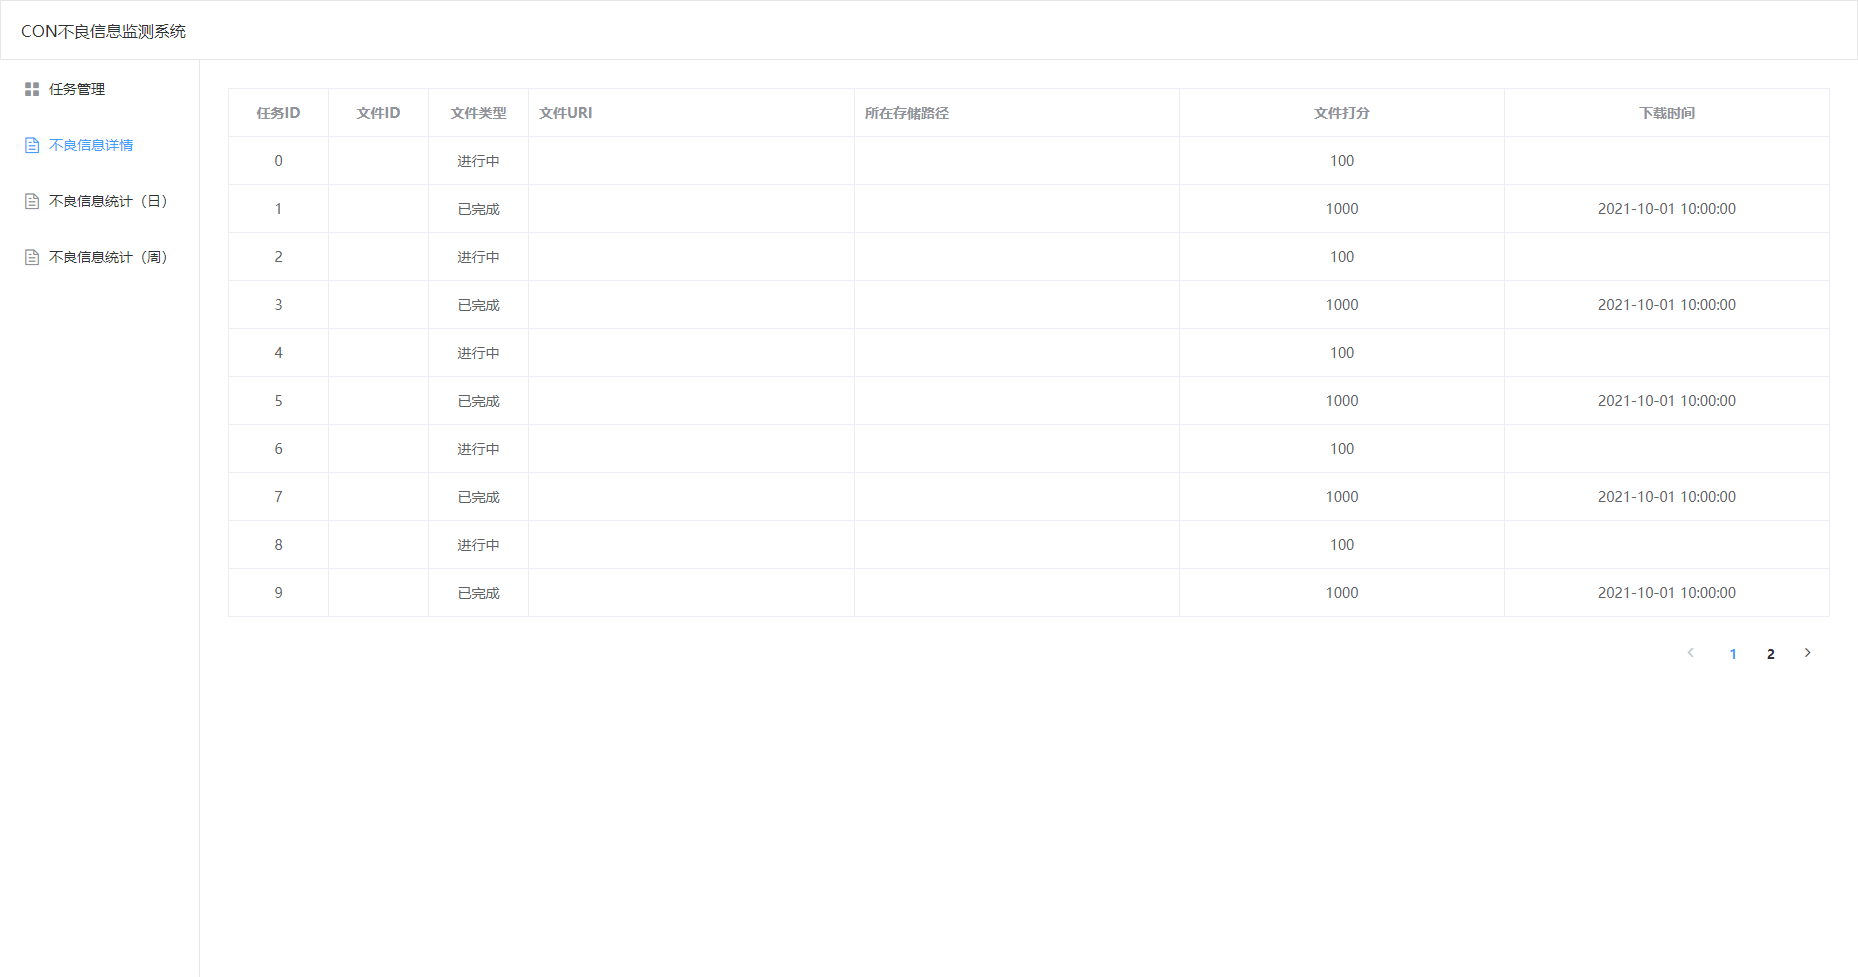 CON不良信息监测系统
任务管理
不良信息详情
不良信息统计（日）
不良信息统计（周）
任务ID 文件ID 文件类型 文件URI 所在存储路径 文件打分 下载时间
0 进行中 100
1 已完成 1000 2021-10-01 10:00:00
2 进行中 100
3 已完成 1000 2021-10-01 10:00:00
4 进行中 100
5 已完成 1000 2021-10-01 10:00:00
6 进行中 100
7 已完成 1000 2021-10-01 10:00:00
8 进行中 100
9 已完成 1000 2021-10-01 10:00:00
1 2